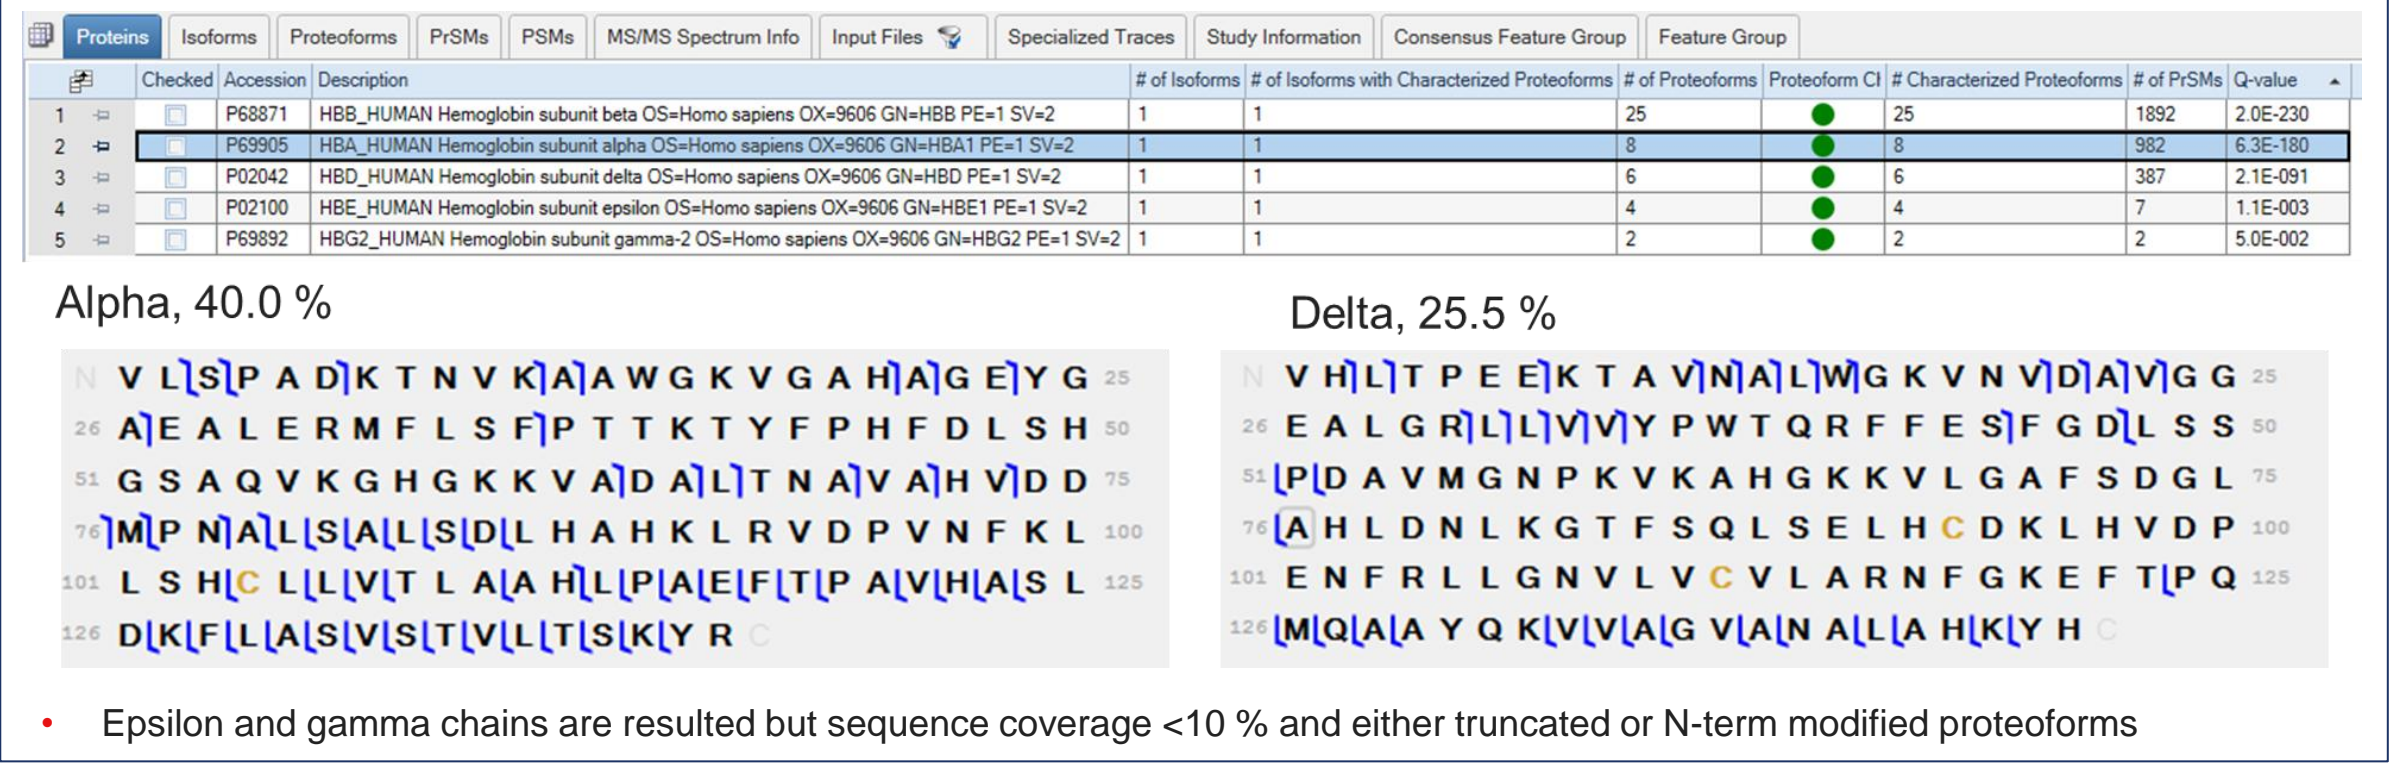 Proteins Isoforms Proteoforms PrSMs PSMs MS/MS Spectrum Info Input Files Specialized Traces Study Information Consensus Feature Group Feature Group
Checked Accession Description # of Isoforms # of Isoforms with Characterized Proteoforms # of Proteoforms Proteoform Cl # Characterized Proteoforms # of PrSMs Q-value
1 P68871 HBB_HUMAN Hemoglobin subunit beta OS=Homo sapiens OX=9606 GN=HBB PE=1 SV=2 1 1 25 25 1892 2.0E-230
2 P69905 HBA_HUMAN Hemoglobin subunit alpha OS=Homo sapiens OX=9606 GN=HBA1 PE=1 SV=2 1 1 8 8 982 6.3E-180
3 P02042 HBD_HUMAN Hemoglobin subunit delta OS=Homo sapiens OX=9606 GN=HBD PE=1 SV=2 1 1 6 6 387 2.1E-091
4 P02100 HBE_HUMAN Hemoglobin subunit epsilon OS=Homo sapiens OX=9606 GN=HBE1 PE=1 SV=2 1 1 4 4 7 1.1E-003
5 P69892 HBG2_HUMAN Hemoglobin subunit gamma-2 OS=Homo sapiens OX=9606 GN=HBG2 PE=1 SV=2 1 1 2 2 2 5.0E-002
Alpha, 40.0 %
N V L S P A D K T N V K A A W G K V G A H A G E Y G 25
26 A E A L E R M F L S F P T T K T Y F P H F D L S H 50
51 G S A Q V K G H G K K V A D A L T N A V A H V D D 75
76 M P N A L S A L S D L H A H K L R V D P V N F K L 100
101 L S H C L L V T L A A H L P A E F T P A V H A S L 125
126 D K F L A S V S T V L T S K Y R C
Delta, 25.5 %
N V H L T P E E K T A V N A L W G K V N V D A V G G 25
26 E A L G R L L V V Y P W T Q R F F E S F G D L S S 50
51 P D A V M G N P K V K A H G K K V L G A F S D G L 75
76 A H L D N L K G T F S Q L S E L H C D K L H V D P 100
101 E N F R L L G N V L V C V L A R N F G K E F T P Q 125
126 M Q A A Y Q K V V A G V A N A L A H K Y H C
• Epsilon and gamma chains are resulted but sequence coverage <10 % and either truncated or N-term modified proteoforms